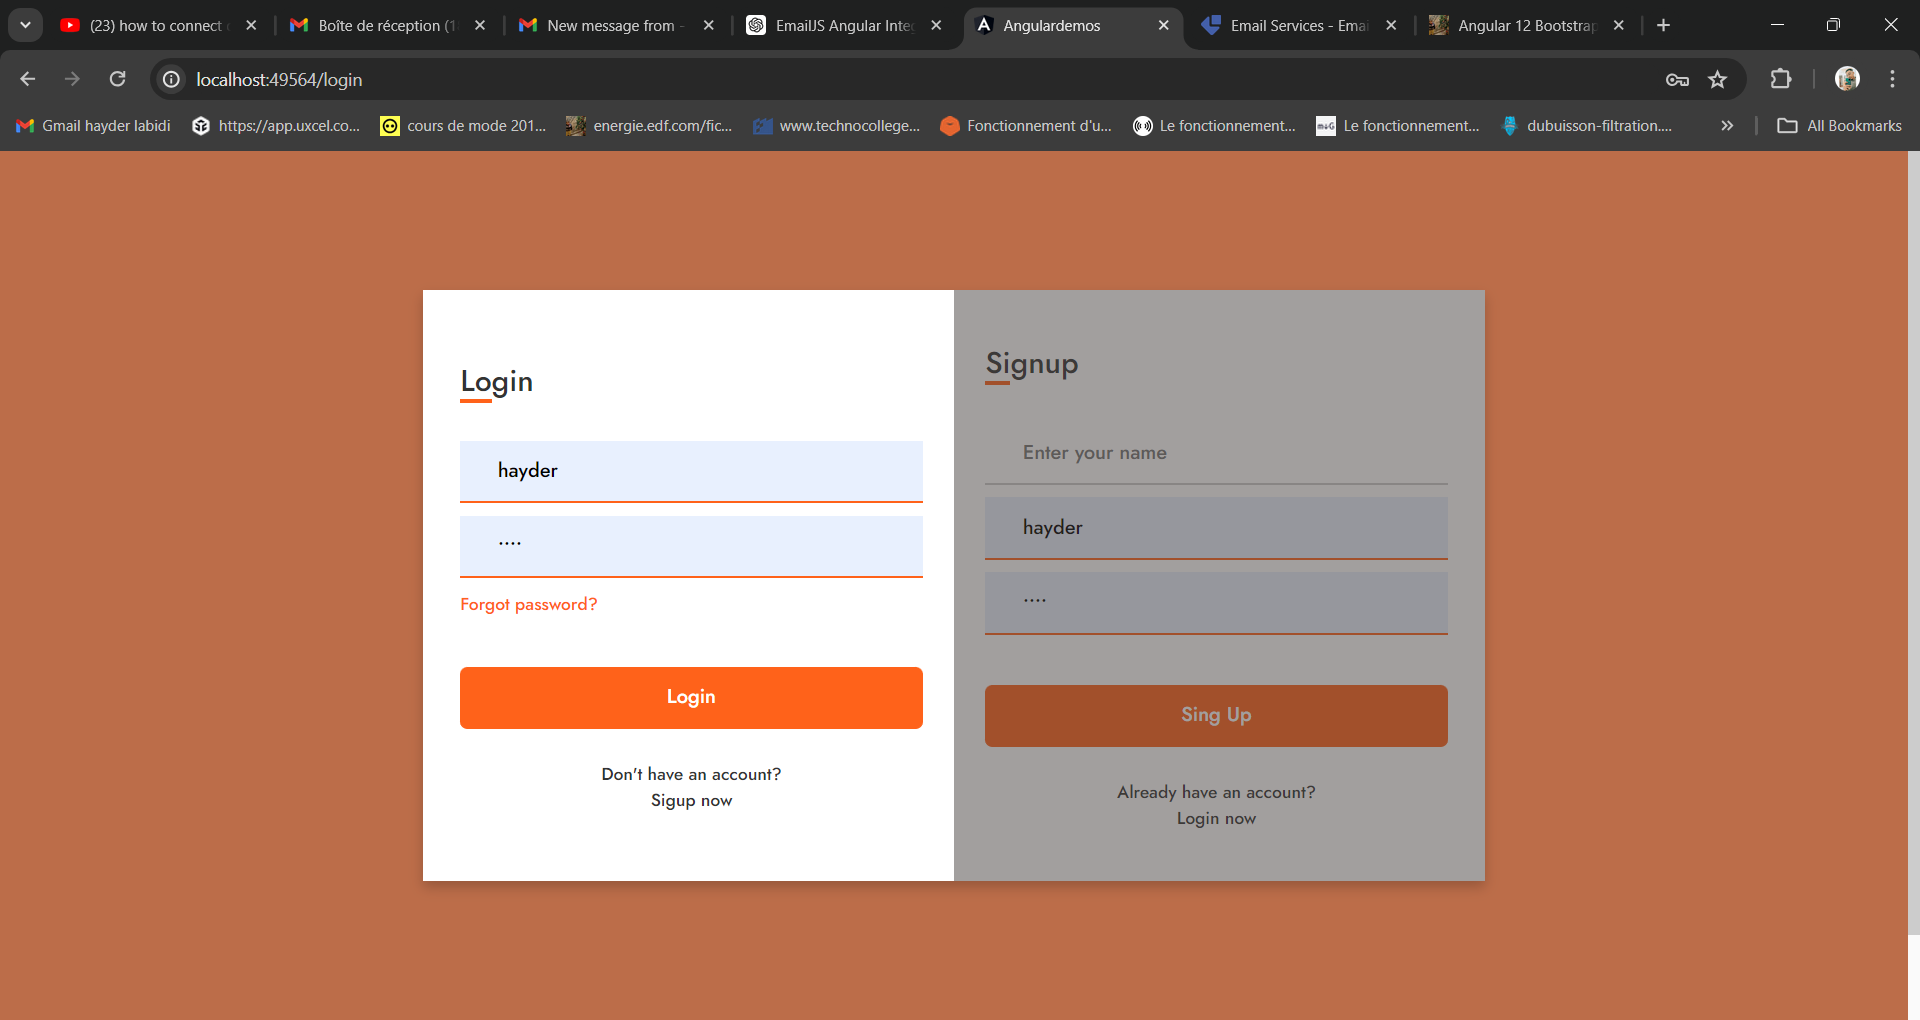 (23) how to connect
Boîte de réception (1
New message from -
EmailJS Angular Inte
Angulardemos
Email Services - Emai
Angular 12 Bootstrap
localhost:49564/login
Gmail hayder labidi
https://app.uxcel.co...
cours de mode 201...
energie.edf.com/fic...
www.technocollege...
Fonctionnement d'u...
Le fonctionnement...
Le fonctionnement...
dubuisson-filtration....
All Bookmarks
Login
hayder
....
Forgot password?
Login
Don't have an account?
Sigup now
Signup
Enter your name
hayder
....
Sing Up
Already have an account?
Login now